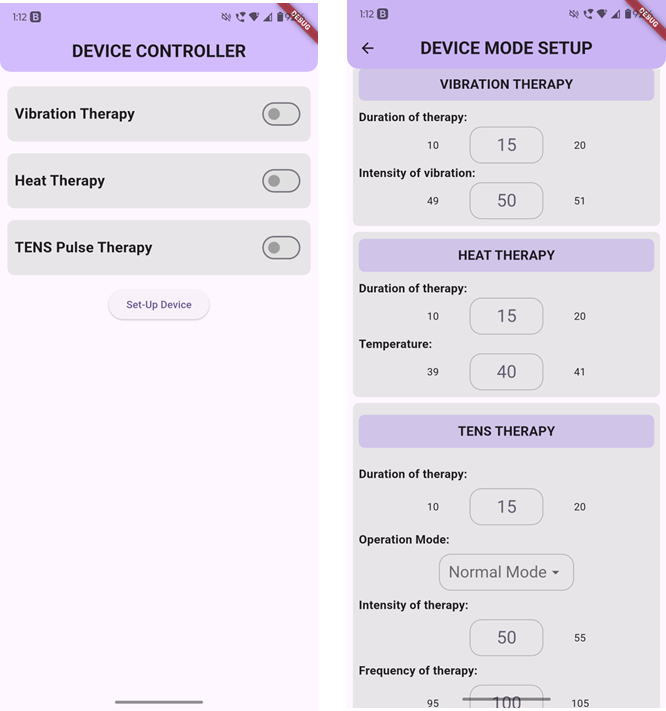 1:12 B
DEBUG
DEVICE CONTROLLER
Vibration Therapy
Heat Therapy
TENS Pulse Therapy
Set-Up Device
1:12 B
DEBUG
DEVICE MODE SETUP
VIBRATION THERAPY
Duration of therapy:
10 15 20
Intensity of vibration:
49 50 51
HEAT THERAPY
Duration of therapy:
10 15 20
Temperature:
39 40 41
TENS THERAPY
Duration of therapy:
10 15 20
Operation Mode:
Normal Mode
Intensity of therapy:
50 55
Frequency of therapy:
95 100 105